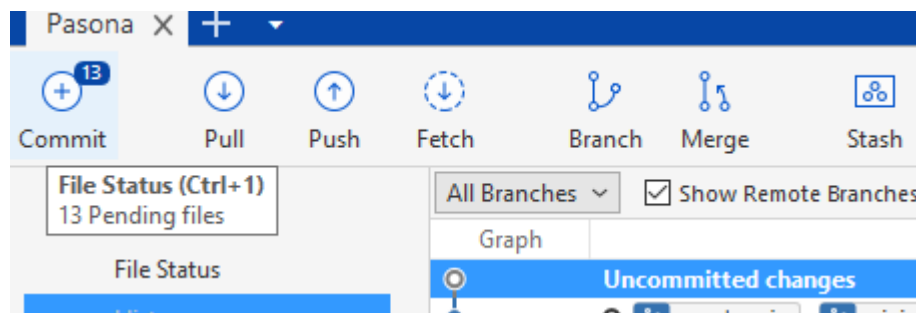 Pasona
13
Commit Pull Push Fetch Branch Merge Stash
File Status (Ctrl+1)
13 Pending files
All Branches Show Remote Branches
Graph
File Status
Uncommitted changes